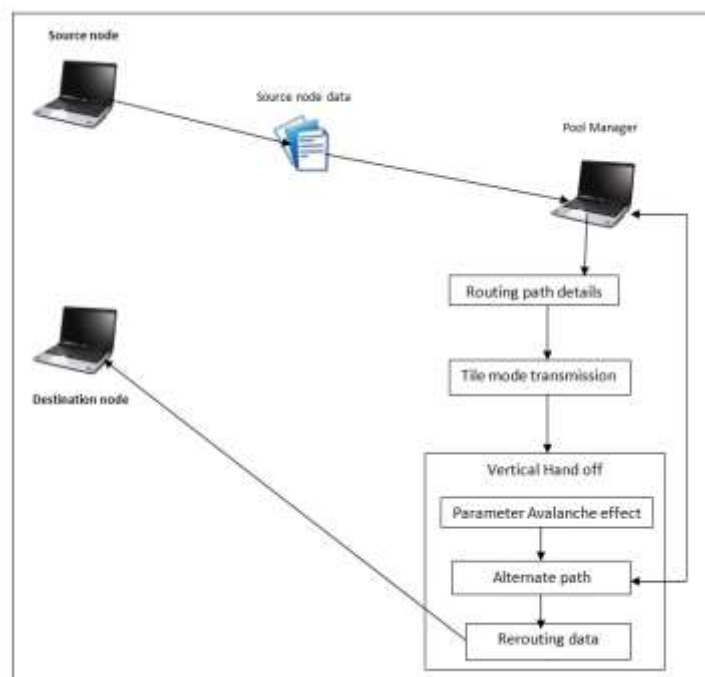 Source node
Source node data
Pool Manager
Routing path details
Tile mode transmission
Destination node
Vertical Hand off
Parameter Avalanche effect
Alternate path
Rerouting data